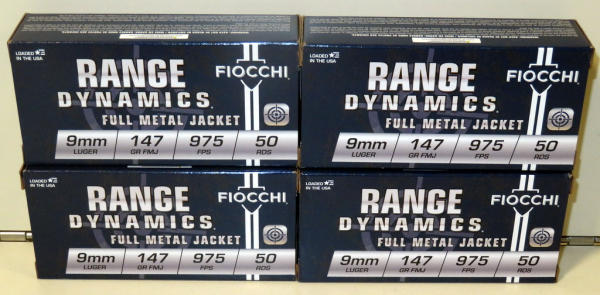 LOADED
IN THE USA
RANGE
DYNAMICS
FULL METAL JACKET
FIOCCHI
9mm 147 975 50
LUGER GR FMJ FPS RDS
LOADED
IN THE USA
RANGE
DYNAMICS
FULL METAL JACKET
FIOCCHI
9mm 147 975 50
LUGER GR FMJ FPS RDS
LOADED
IN THE USA
RANGE
DYNAMICS
FULL METAL JACKET
FIOCCHI
9mm 147 975 50
LUGER GR FMJ FPS RDS
LOADED
IN THE USA
RANGE
DYNAMICS
FULL METAL JACKET
FIOCCHI
9mm 147 975 50
LUGER GR FMJ FPS RDS